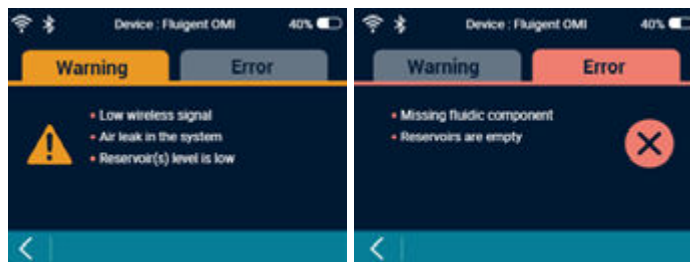 Device : Fluigent OMI 40%
Warning Error
• Low wireless signal
• Air leak in the system
• Reservoir(s) level is low
Device : Fluigent OMI 40%
Warning Error
• Missing fluidic component
• Reservoirs are empty